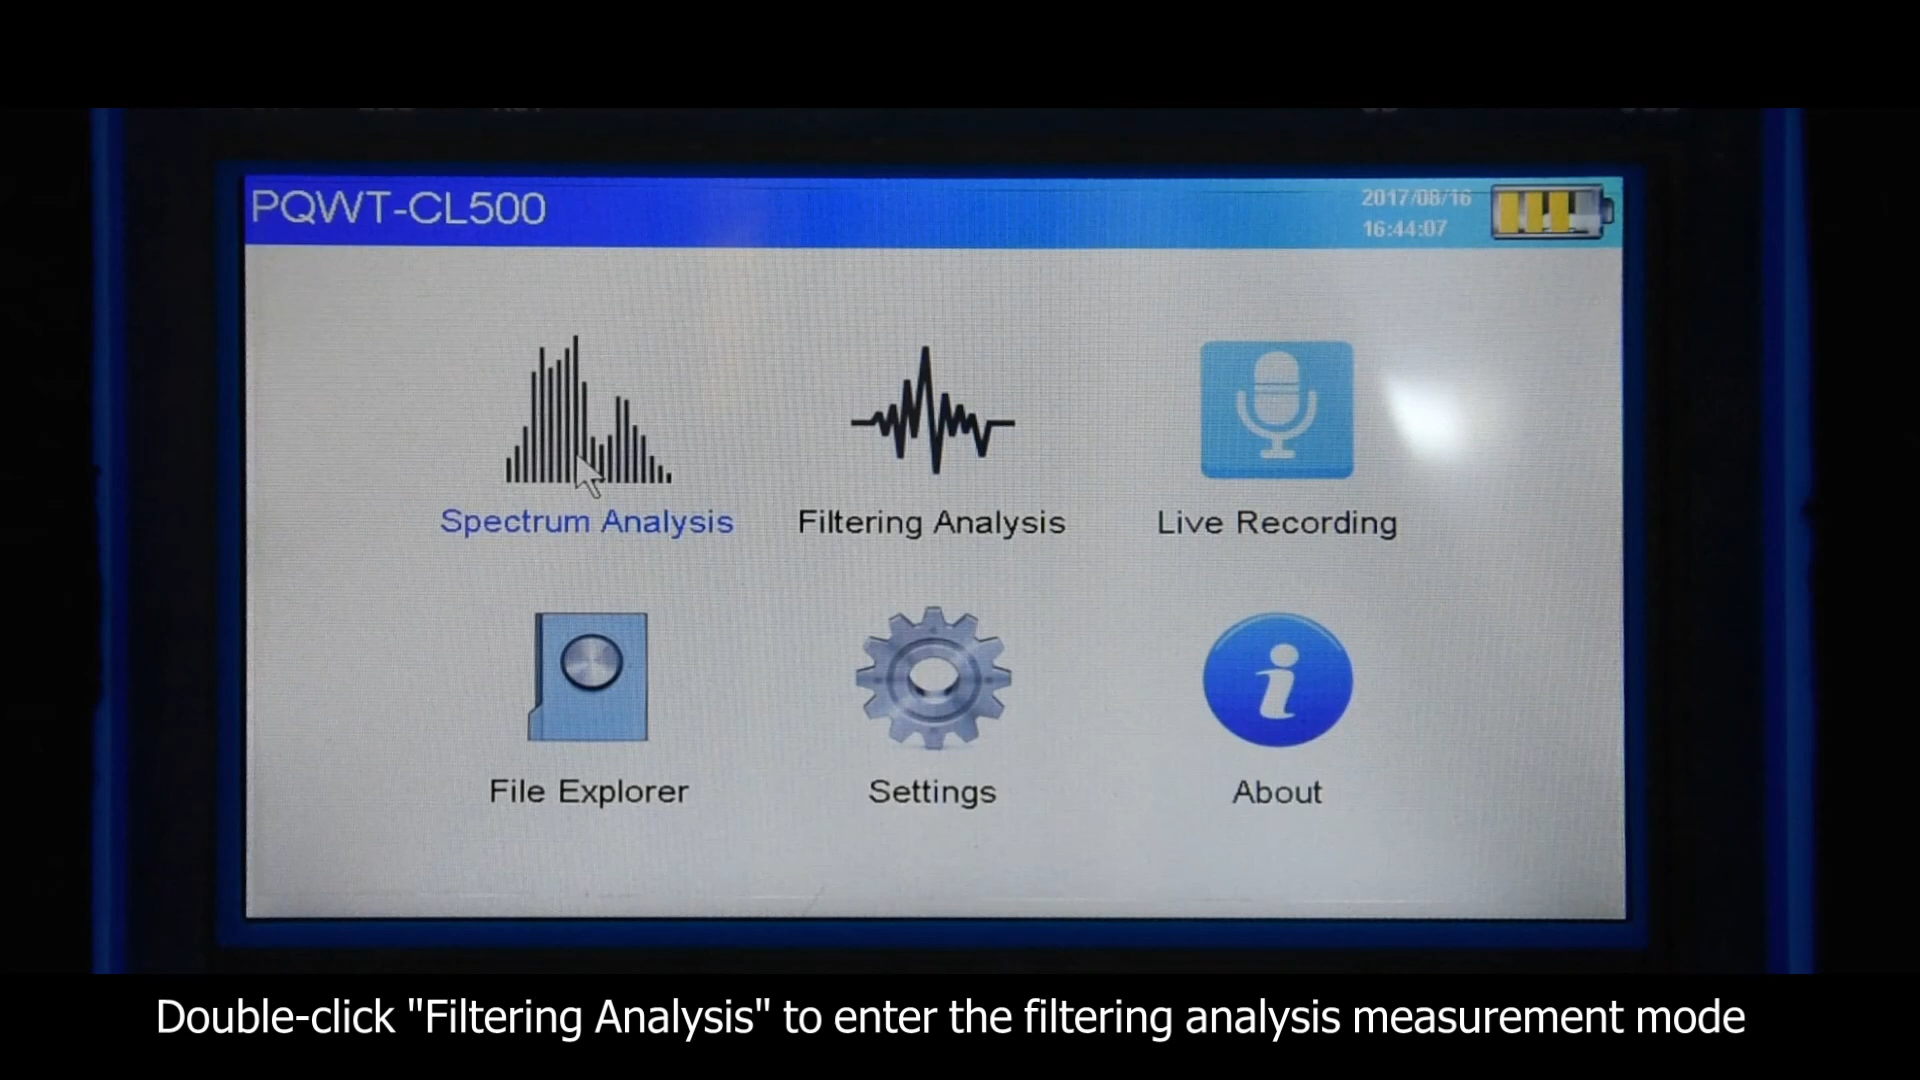 PQWT-CL500
2017/08/16
16:44:07
Spectrum Analysis
Filtering Analysis
Live Recording
File Explorer
Settings
About
Double-click "Filtering Analysis" to enter the filtering analysis measurement mode